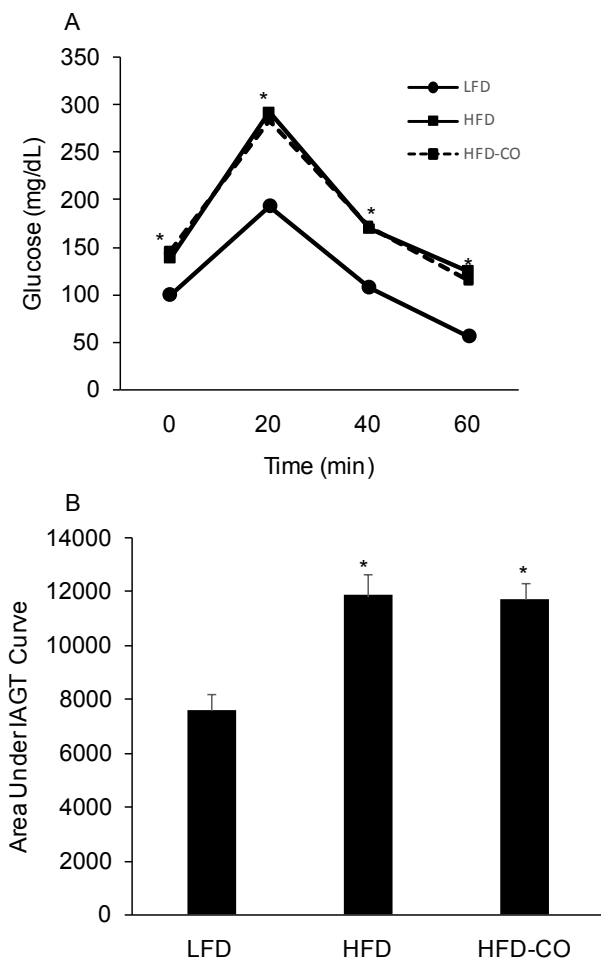 A
350
300
250
200
150
100
50
0
Glucose (mg/dL)
*
*
*
*
LFD
HFD
HFD-CO
0 20 40 60
Time (min)
B
14000
12000
10000
8000
6000
4000
2000
0
Area Under IAGT Curve
* *
LFD HFD HFD-CO